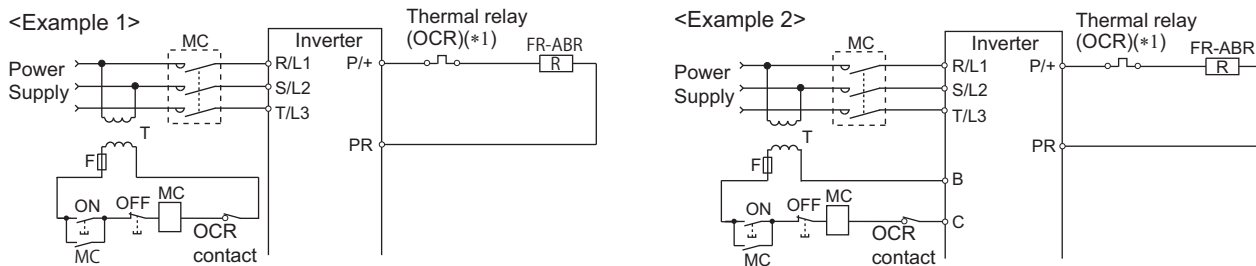 <Example 1>
MC
Inverter
Thermal relay
(OCR)(*1)
FR-ABR
R
Power
Supply
R/L1
S/L2
T/L3
P/+
PR
T
F
ON
OFF
MC
MC
OCR
contact
<Example 2>
MC
Inverter
Thermal relay
(OCR)(*1)
FR-ABR
R
Power
Supply
R/L1
S/L2
T/L3
P/+
PR
T
F
B
ON
OFF
MC
C
MC
OCR
contact